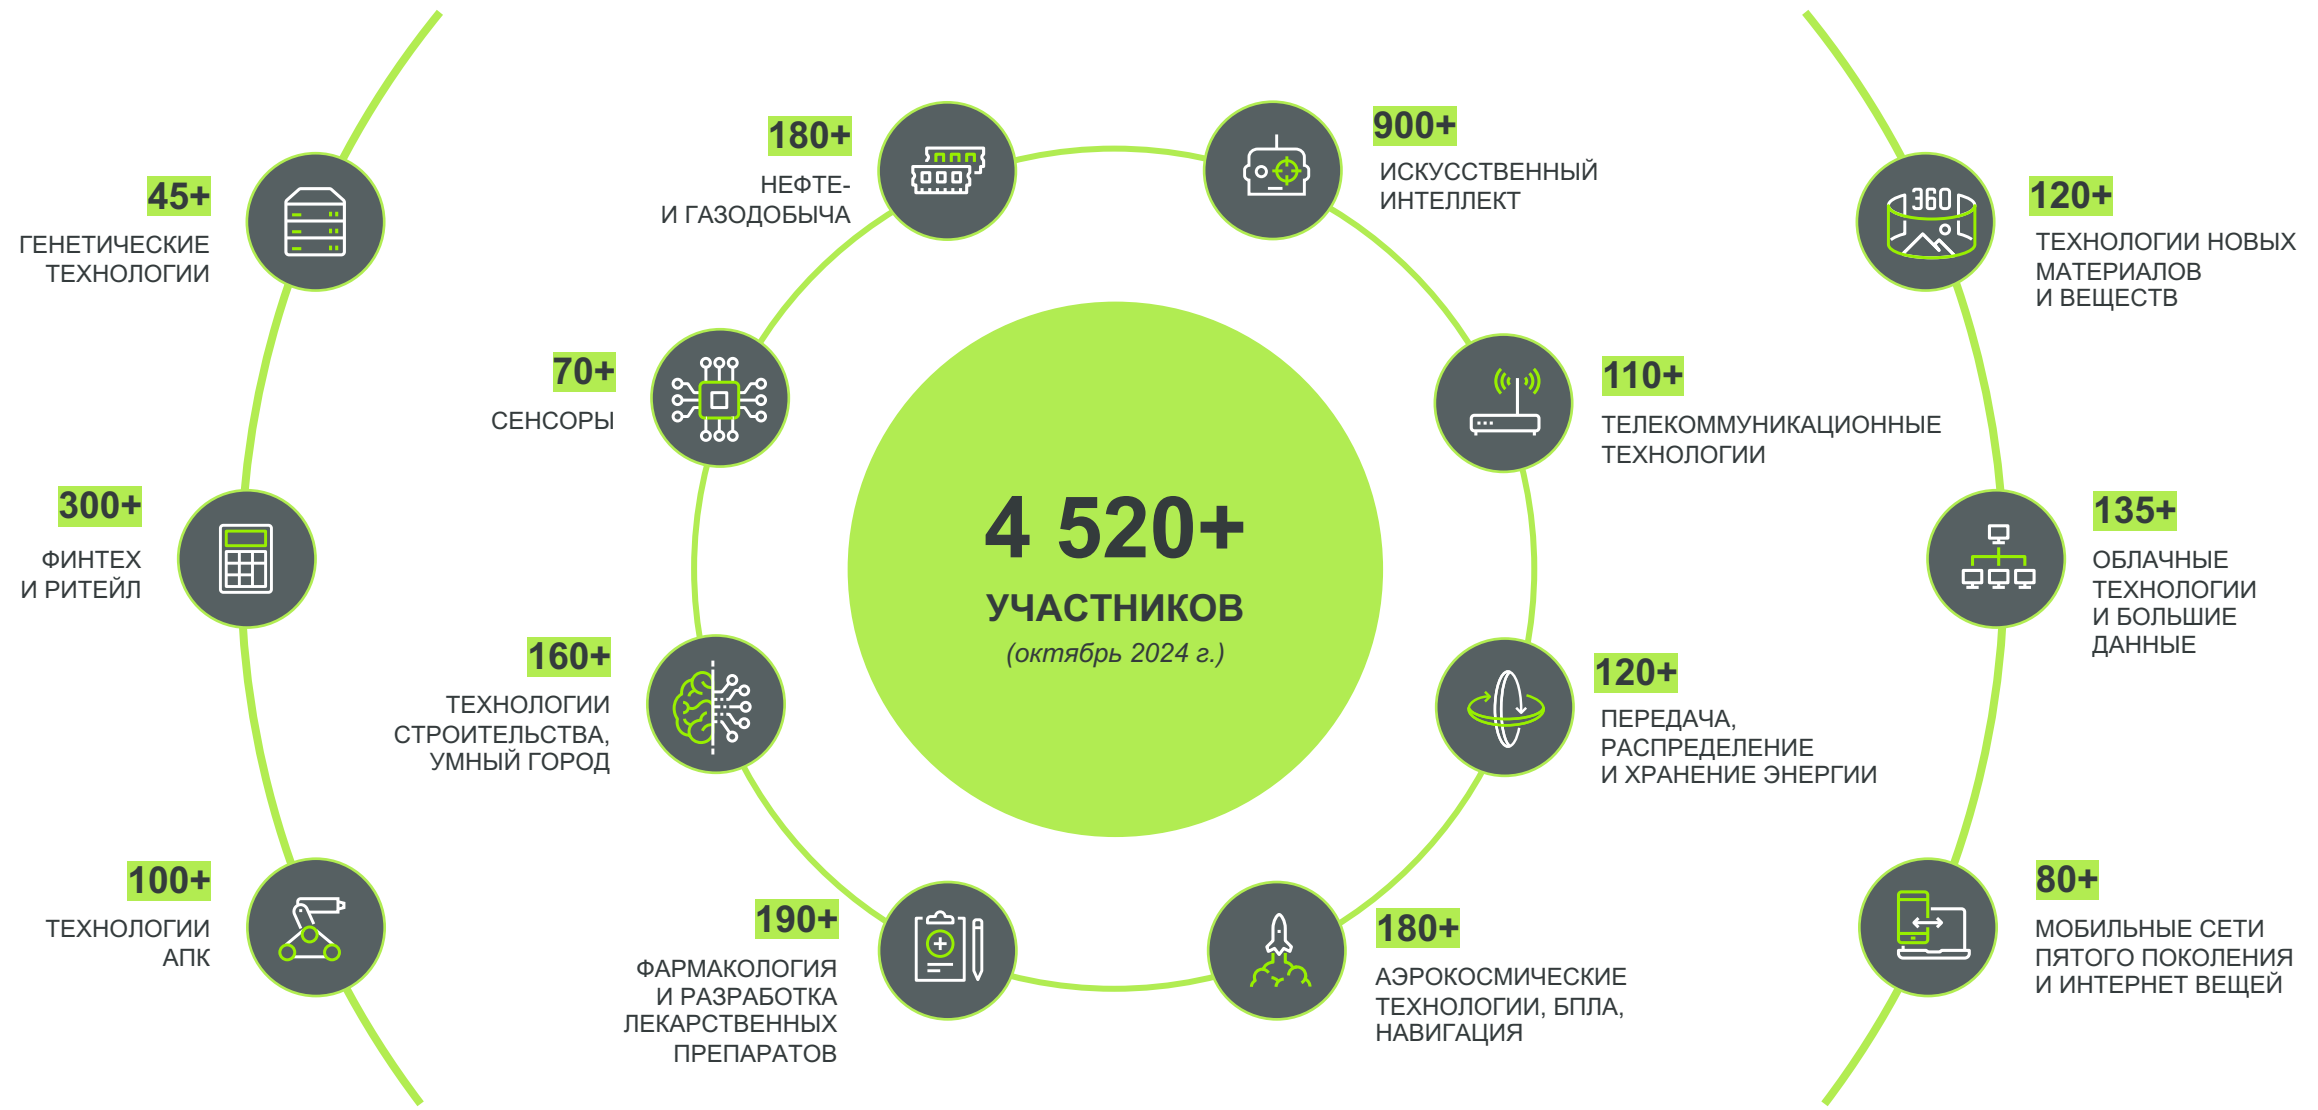 45+
ГЕНЕТИЧЕСКИЕ
ТЕХНОЛОГИИ
300+
ФИНТЕХ
И РИТЕЙЛ
100+
ТЕХНОЛОГИИ
АПК
180+
НЕФТЕ-
И ГАЗОДОБЫЧА
70+
СЕНСОРЫ
160+
ТЕХНОЛОГИИ
СТРОИТЕЛЬСТВА,
УМНЫЙ ГОРОД
190+
ФАРМАКОЛОГИЯ
И РАЗРАБОТКА
ЛЕКАРСТВЕННЫХ
ПРЕПАРАТОВ
4 520+
УЧАСТНИКОВ
(октябрь 2024 г.)
900+
ИСКУССТВЕННЫЙ
ИНТЕЛЛЕКТ
110+
ТЕЛЕКОММУНИКАЦИОННЫЕ
ТЕХНОЛОГИИ
120+
ПЕРЕДАЧА,
РАСПРЕДЕЛЕНИЕ
И ХРАНЕНИЕ ЭНЕРГИИ
180+
АЭРОКОСМИЧЕСКИЕ
ТЕХНОЛОГИИ, БПЛА,
НАВИГАЦИЯ
360
120+
ТЕХНОЛОГИИ НОВЫХ
МАТЕРИАЛОВ
И ВЕЩЕСТВ
135+
ОБЛАЧНЫЕ
ТЕХНОЛОГИИ
И БОЛЬШИЕ
ДАННЫЕ
80+
МОБИЛЬНЫЕ СЕТИ
ПЯТОГО ПОКОЛЕНИЯ
И ИНТЕРНЕТ ВЕЩЕЙ